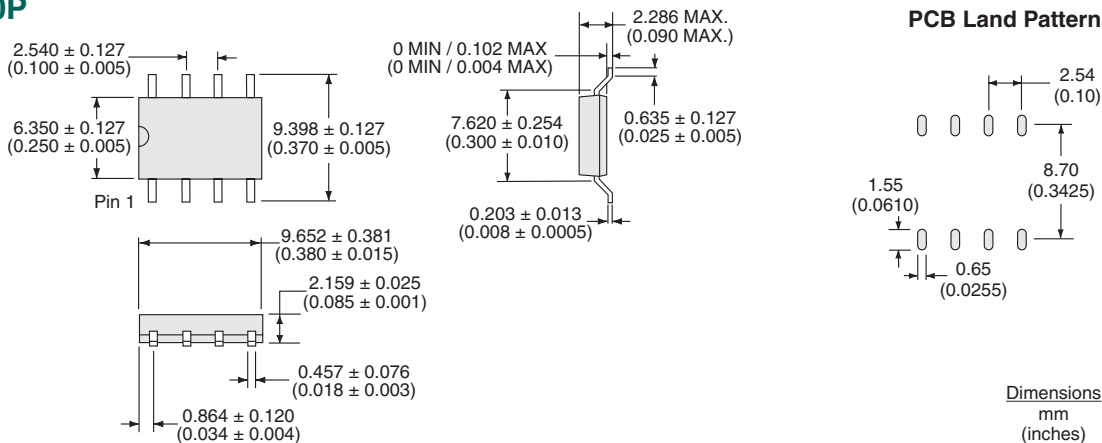 2.286 MAX.
(0.090 MAX.)
PCB Land Pattern
2.540 ± 0.127
(0.100 ± 0.005)
0 MIN / 0.102 MAX
(0 MIN / 0.004 MAX)
2.54
(0.10)
6.350 ± 0.127
(0.250 ± 0.005)
9.398 ± 0.127
(0.370 ± 0.005)
7.620 ± 0.254
(0.300 ± 0.010)
0.635 ± 0.127
(0.025 ± 0.005)
8.70
(0.3425)
1.55
(0.0610)
Pin 1
0.203 ± 0.013
(0.008 ± 0.0005)
9.652 ± 0.381
(0.380 ± 0.015)
0.65
(0.0255)
2.159 ± 0.025
(0.085 ± 0.001)
0.457 ± 0.076
(0.018 ± 0.003)
0.864 ± 0.120
(0.034 ± 0.004)
Dimensions
mm
(inches)